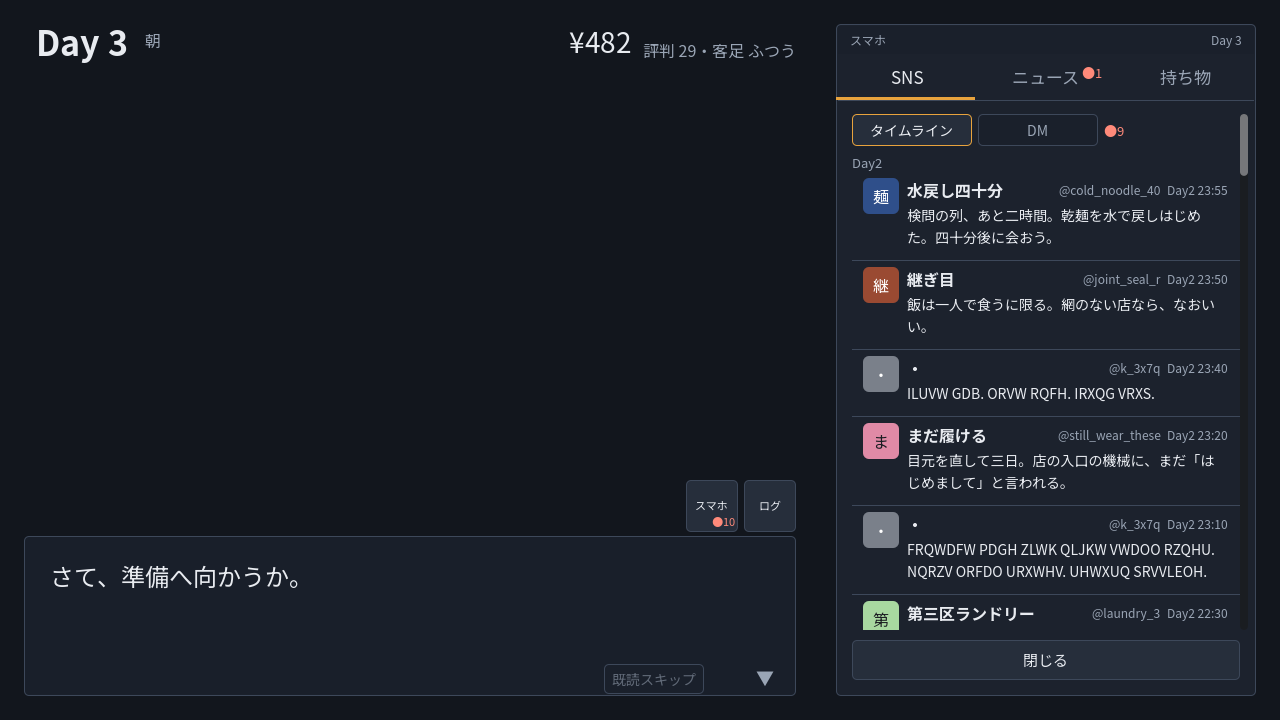 Day 3 朝
¥482 評判 29・客足 ふつう
スマホ
●10
ログ
さて、準備へ向かうか。
既読スキップ
▼
スマホ Day 3
SNS ニュース ●1 持ち物
タイムライン DM ●9
Day2
麺 水戻し四十分 @cold_noodle_40 Day2 23:55
検問の列、あと二時間。乾麺を水で戻しはじめ
た。四十分後に会おう。
継 継ぎ目 @joint_seal_r Day2 23:50
飯は一人で食うに限る。網のない店なら、なおい
い。
・ ・ @k_3x7q Day2 23:40
ILUVW GDB. ORVW RQFH. IRXQG VRXS.
ま まだ履ける @still_wear_these Day2 23:20
目元を直して三日。店の入口の機械に、まだ「は
じめまして」と言われる。
・ ・ @k_3x7q Day2 23:10
FRQWDFW PDGH ZLWK QLJKW VWDOO RZQHU.
NQRZV ORFDO URXWHV. UHWXUQ SRVVLEOH.
第 第三区ランドリー @laundry_3 Day2 22:30
閉じる